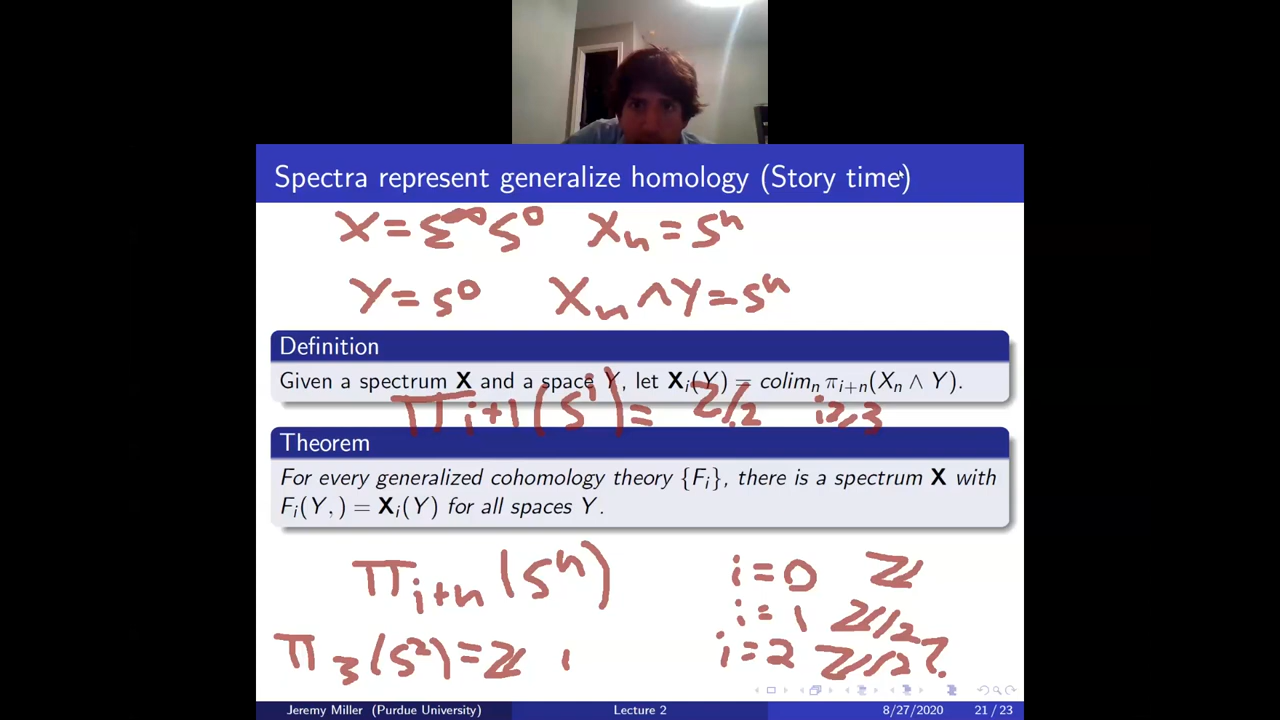 Spectra represent generalize homology (Story time)
X = Σ^∞ S^0 X_n = S^n
Y = S^0 X_n ∧ Y = S^n
Definition
Given a spectrum X and a space Y, let X_i(Y) = colim_n π_{i+n}(X_n ∧ Y).
π_{i+1}(S^i) = Z/2 i≥3
Theorem
For every generalized cohomology theory {F_i}, there is a spectrum X with
F_i(Y, ) = X_i(Y) for all spaces Y.
π_{i+n}(S^n) i=0 ℤ
i=1 ℤ/2
π_3(S^2) = ℤ i=2 ℤ/2?
Jeremy Miller (Purdue University) Lecture 2 8/27/2020 21 / 23